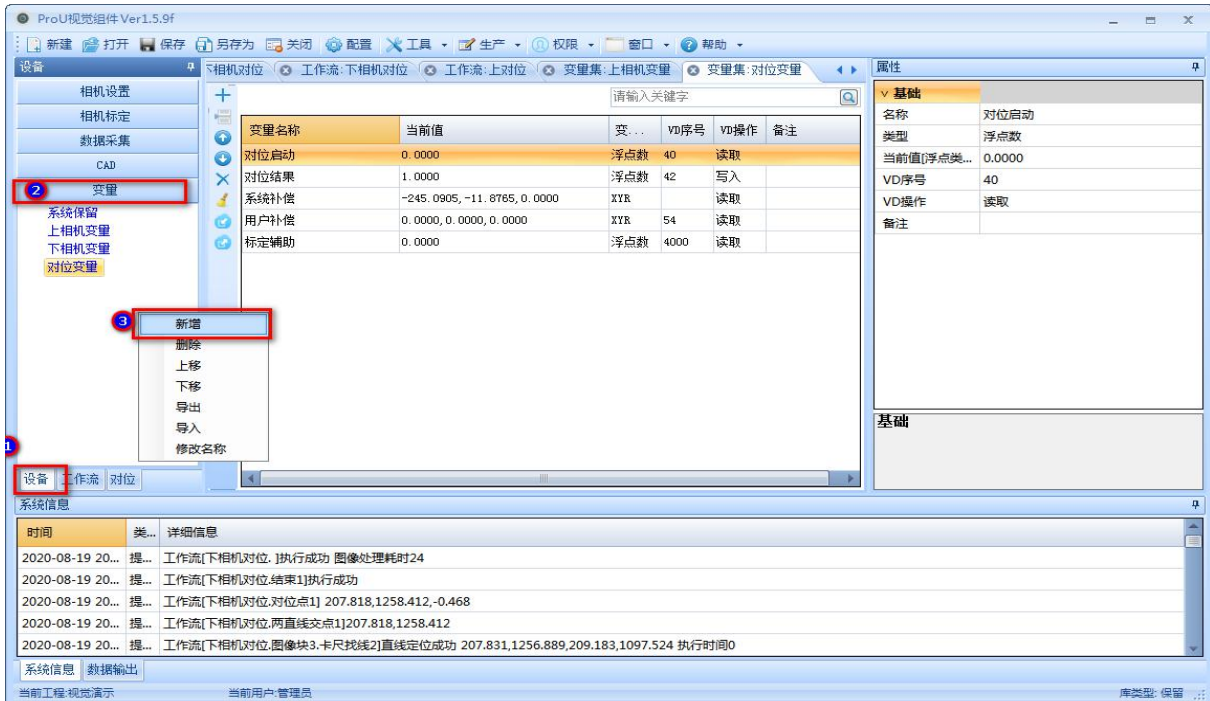 ProU视觉组件 Ver1.5.9f
新建 打开 保存 另存为 关闭 配置 工具 生产 权限 窗口 帮助
设备
相机设置
相机标定
数据采集
CAD
2 变量
系统保留
上相机变量
下相机变量
对位变量
3 新增
删除
上移
下移
导出
导入
修改名称
1
设备 工作流 对位
下相机对位 工作流:下相机对位 工作流:上对位 变量集:上相机变量 变量集:对位变量
请输入关键字
变量名称 当前值 变... VD序号 VD操作 备注
对位启动 0.0000 浮点数 40 读取
对位结果 1.0000 浮点数 42 写入
系统补偿 -245.0905,-11.8765,0.0000 XYR 读取
用户补偿 0.0000,0.0000,0.0000 XYR 54 读取
标定辅助 0.0000 浮点数 4000 读取
属性
基础
名称 对位启动
类型 浮点数
当前值[浮点类... 0.0000
VD序号 40
VD操作 读取
备注
基础
系统信息
时间 类... 详细信息
2020-08-19 20... 提... 工作流[下相机对位. ]执行成功 图像处理耗时24
2020-08-19 20... 提... 工作流[下相机对位.结束1]执行成功
2020-08-19 20... 提... 工作流[下相机对位.对位点1] 207.818,1258.412,-0.468
2020-08-19 20... 提... 工作流[下相机对位.两直线交点1]207.818,1258.412
2020-08-19 20... 提... 工作流[下相机对位.图像块3.卡尺找线2]直线定位成功 207.831,1256.889,209.183,1097.524 执行时间0
系统信息 数据输出
当前工程:视觉演示 当前用户:管理员 库类型: 保留